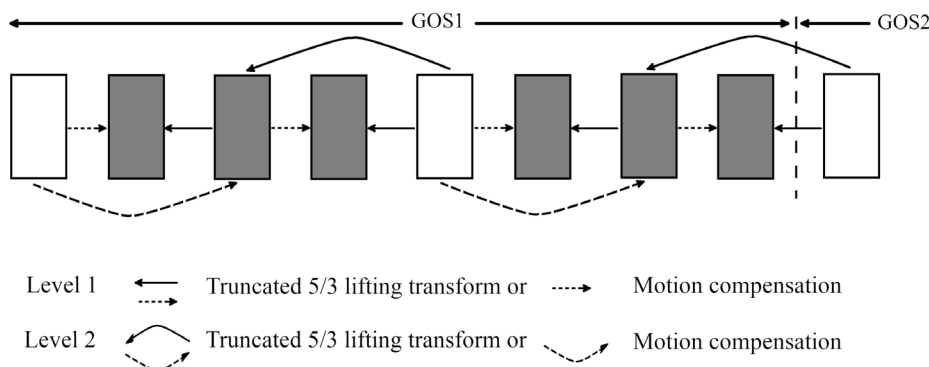 GOS1 GOS2
Level 1 Truncated 5/3 lifting transform or Motion compensation
Level 2 Truncated 5/3 lifting transform or Motion compensation